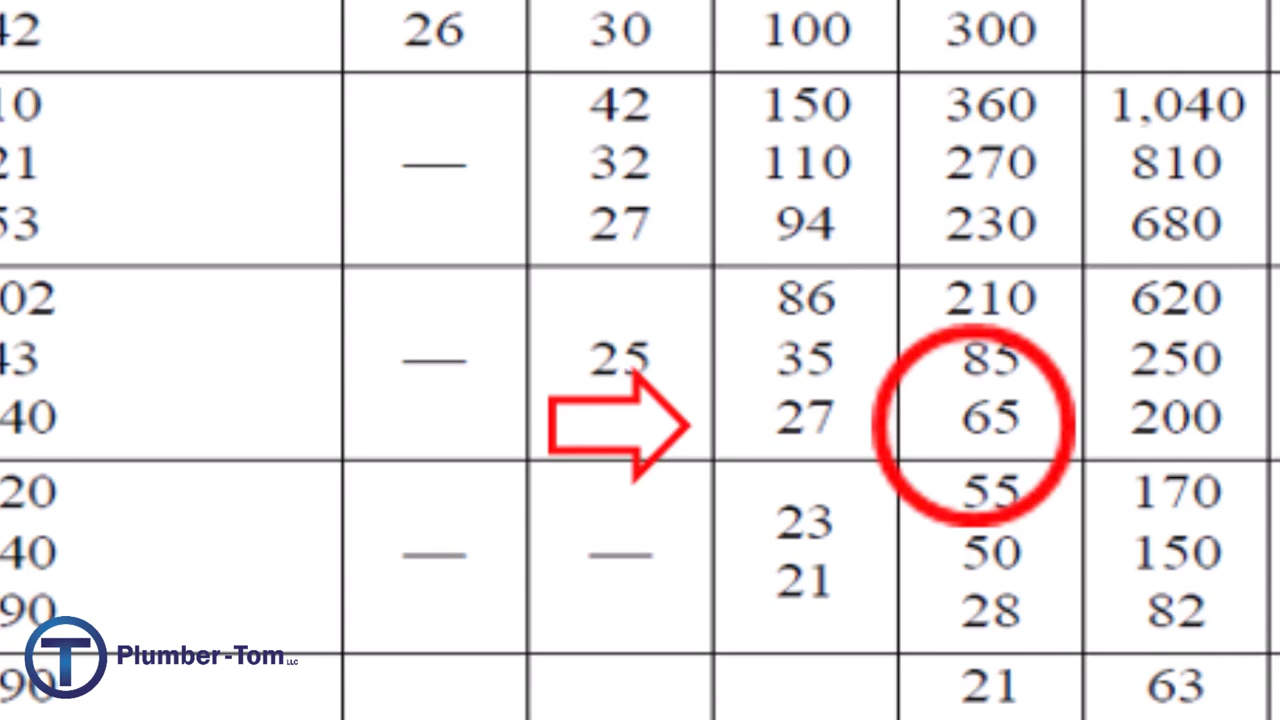 42 26 30 100 300
10 42 150 360 1,040
21 — 32 110 270 810
53 27 94 230 680
02 86 210 620
43 — 25 35 85 250
40 27 65 200
20 55 170
23
40 — — 50 150
21
90 28 82
90 21 63
T Plumber-Tom LLC